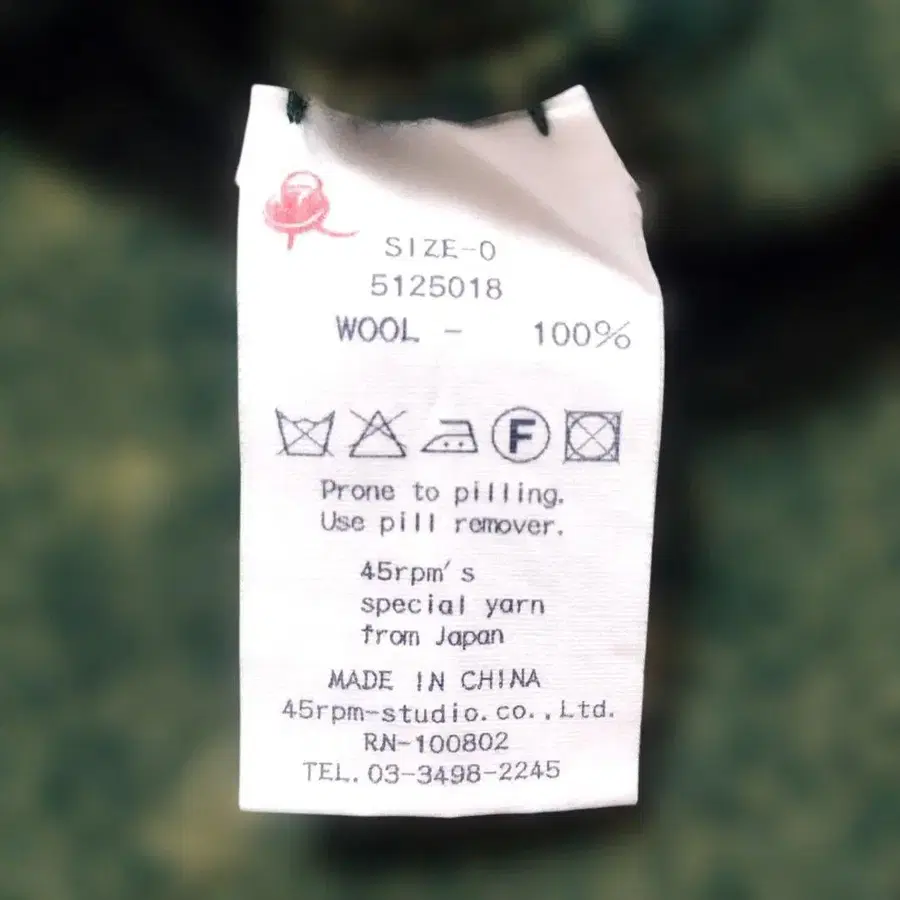 SIZE-0
5125018
WOOL - 100%
F
Prone to pilling.
Use pill remover.
45rpm's
special yarn
from Japan
MADE IN CHINA
45rpm-studio.co.,Ltd.
RN-100802
TEL.03-3498-2245